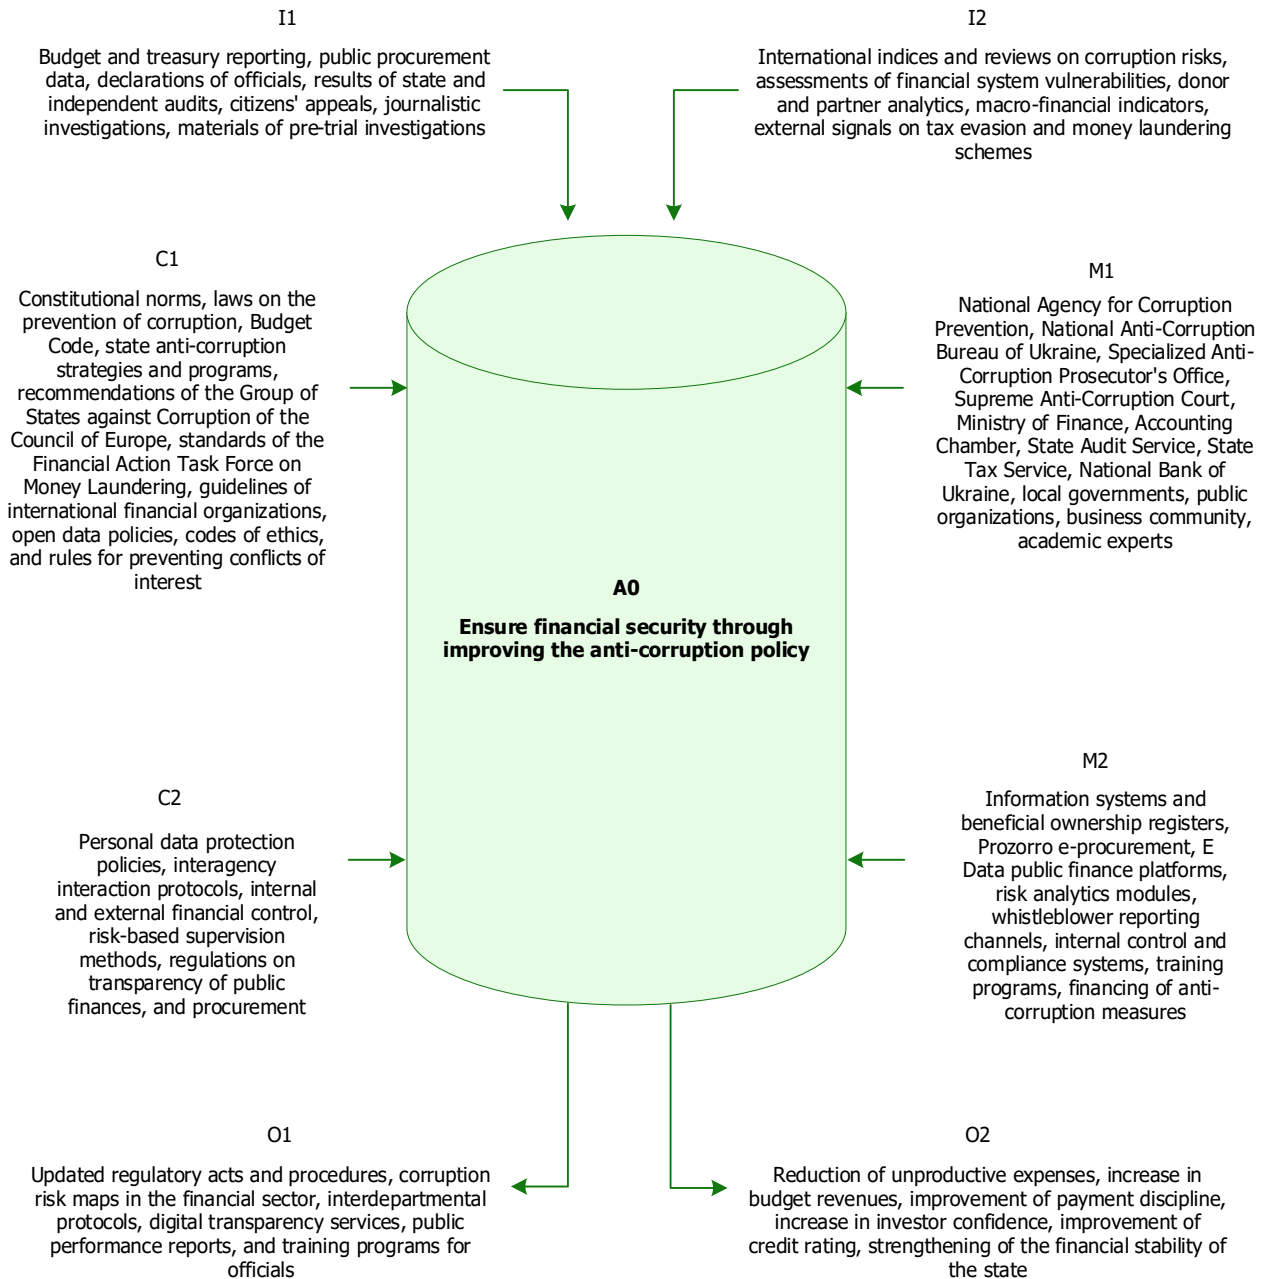 I1
Budget and treasury reporting, public procurement
data, declarations of officials, results of state and
independent audits, citizens' appeals, journalistic
investigations, materials of pre-trial investigations
I2
International indices and reviews on corruption risks,
assessments of financial system vulnerabilities, donor
and partner analytics, macro-financial indicators,
external signals on tax evasion and money laundering
schemes
C1
Constitutional norms, laws on the
prevention of corruption, Budget
Code, state anti-corruption
strategies and programs,
recommendations of the Group of
States against Corruption of the
Council of Europe, standards of the
Financial Action Task Force on
Money Laundering, guidelines of
international financial organizations,
open data policies, codes of ethics,
and rules for preventing conflicts of
interest
M1
National Agency for Corruption
Prevention, National Anti-Corruption
Bureau of Ukraine, Specialized Anti-
Corruption Prosecutor's Office,
Supreme Anti-Corruption Court,
Ministry of Finance, Accounting
Chamber, State Audit Service, State
Tax Service, National Bank of
Ukraine, local governments, public
organizations, business community,
academic experts
A0
Ensure financial security through
improving the anti-corruption policy
C2
Personal data protection
policies, interagency
interaction protocols, internal
and external financial control,
risk-based supervision
methods, regulations on
transparency of public
finances, and procurement
M2
Information systems and
beneficial ownership registers,
Prozorro e-procurement, E
Data public finance platforms,
risk analytics modules,
whistleblower reporting
channels, internal control and
compliance systems, training
programs, financing of anti-
corruption measures
O1
Updated regulatory acts and procedures, corruption
risk maps in the financial sector, interdepartmental
protocols, digital transparency services, public
performance reports, and training programs for
officials
O2
Reduction of unproductive expenses, increase in
budget revenues, improvement of payment discipline,
increase in investor confidence, improvement of
credit rating, strengthening of the financial stability of
the state